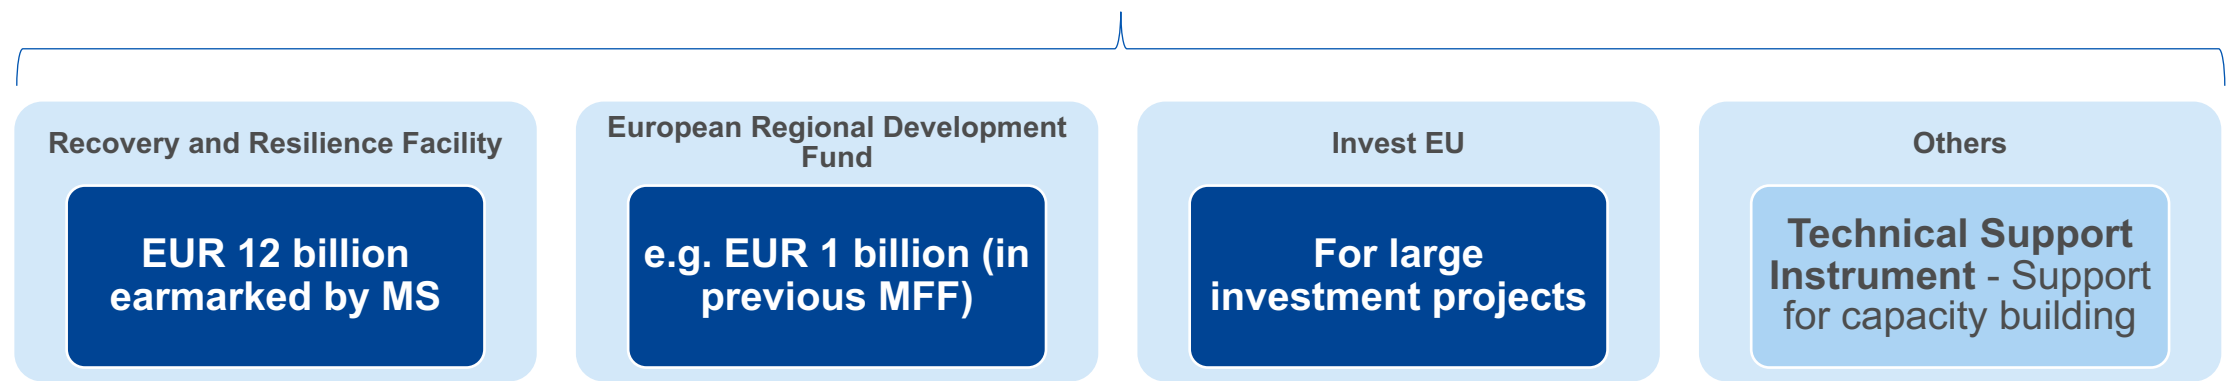 Recovery and Resilience Facility
EUR 12 billion
earmarked by MS
European Regional Development
Fund
e.g. EUR 1 billion (in
previous MFF)
Invest EU
For large
investment projects
Others
Technical Support
Instrument - Support
for capacity building